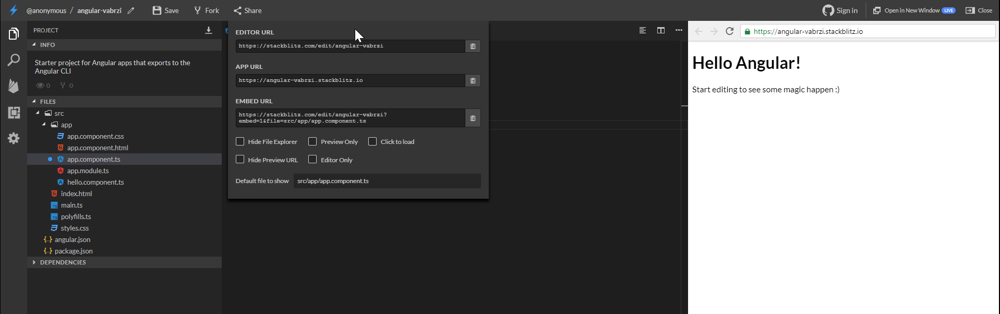 @anonymous / angular-vabrzi
Save
Fork
Share
Sign in
Open in New Window LIVE
Close
PROJECT
INFO
Starter project for Angular apps that exports to the
Angular CLI
0 0
FILES
src
app
app.component.css
app.component.html
app.component.ts
app.module.ts
hello.component.ts
index.html
main.ts
polyfills.ts
styles.css
{..} angular.json
{..} package.json
DEPENDENCIES
EDITOR URL
https://stackblitz.com/edit/angular-vabrzi
APP URL
https://angular-vabrzi.stackblitz.io
EMBED URL
https://stackblitz.com/edit/angular-vabrzi?
embed=1&file=src/app/app.component.ts
Hide File Explorer Preview Only Click to load
Hide Preview URL Editor Only
Default file to show src/app/app.component.ts
https://angular-vabrzi.stackblitz.io
Hello Angular!
Start editing to see some magic happen :)